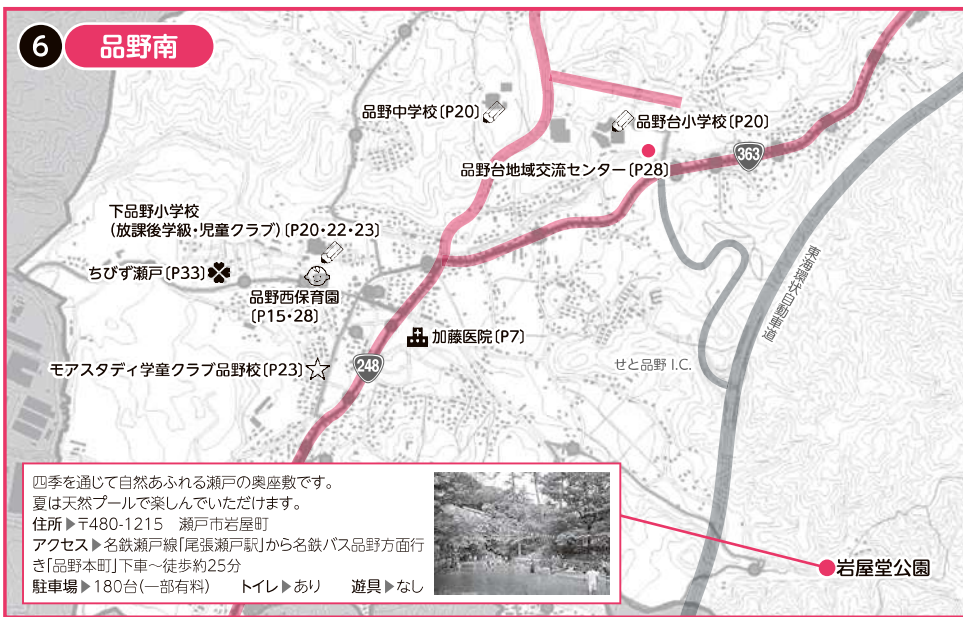 6 品野南
品野中学校〔P20〕
品野台小学校〔P20〕
品野台地域交流センター〔P28〕
363
下品野小学校
（放課後学級・児童クラブ）〔P20・22・23〕
ちびず瀬戸〔P33〕
品野西保育園
〔P15・28〕
東海環状自動車道
加藤医院〔P7〕
モアスタディ学童クラブ品野校〔P23〕
248
せと品野 I.C.
四季を通じて自然あふれる瀬戸の奥座敷です。
夏は天然プールで楽しんでいただけます。
住所▶〒480-1215　瀬戸市岩屋町
アクセス▶名鉄瀬戸線「尾張瀬戸駅」から名鉄バス品野方面行
き「品野本町」下車～徒歩約25分
駐車場▶180台（一部有料）　トイレ▶あり　遊具▶なし
岩屋堂公園